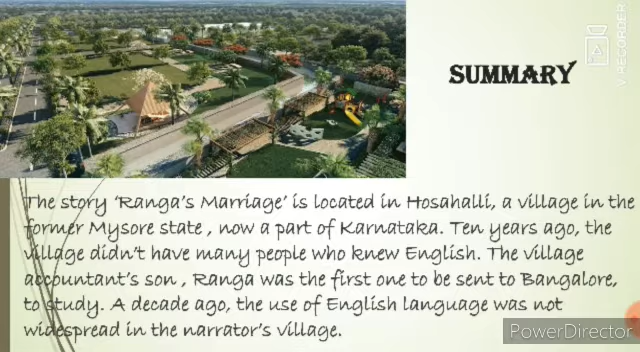 SUMMARY
V RECORDER
The story 'Ranga's Marriage' is located in Hosahalli, a village in the
former Mysore state , now a part of Karnataka. Ten years ago, the
village didn't have many people who knew English. The village
accountant's son , Ranga was the first one to be sent to Bangalore,
to study. A decade ago, the use of English language was not
widespread in the narrator's village.
PowerDirector